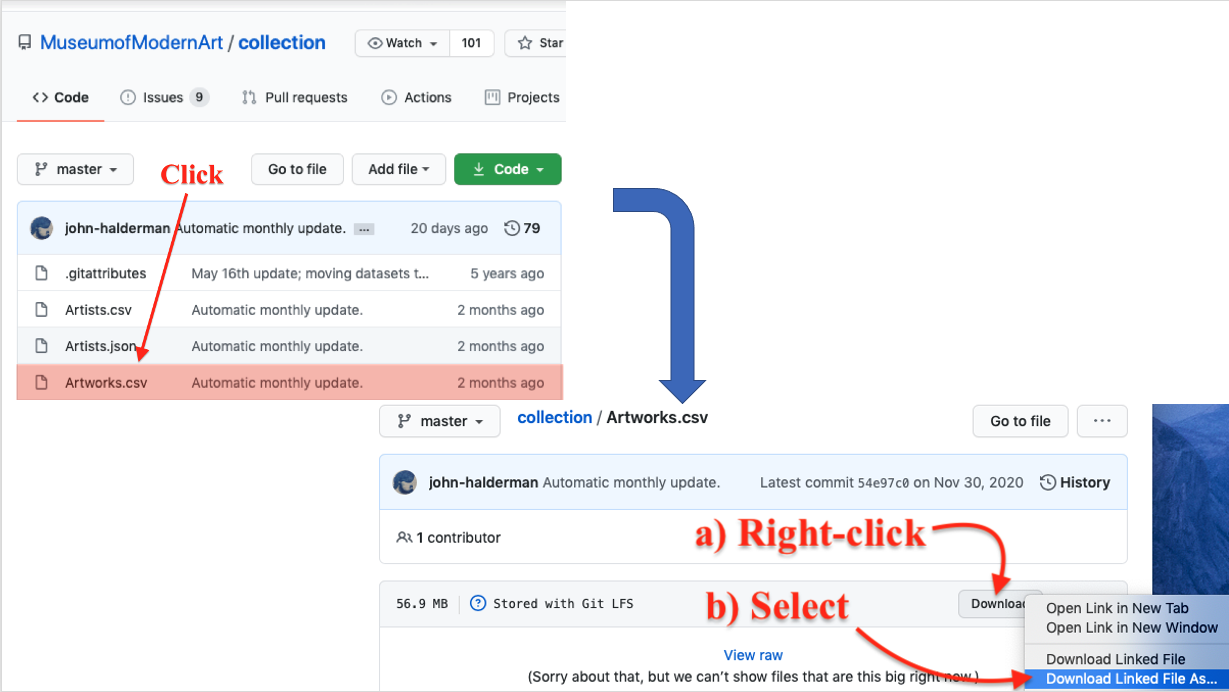 MuseumofModernArt / collection
Watch 101 Star
Code Issues 9 Pull requests Actions Projects
master Click Go to file Add file Code
john-halderman Automatic monthly update. ... 20 days ago 79
.gitattributes May 16th update; moving datasets t... 5 years ago
Artists.csv Automatic monthly update. 2 months ago
Artists.json Automatic monthly update. 2 months ago
Artworks.csv Automatic monthly update. 2 months ago
master collection / Artworks.csv Go to file ...
john-halderman Automatic monthly update. Latest commit 54e97c0 on Nov 30, 2020 History
a) Right-click
1 contributor
b) Select
56.9 MB Stored with Git LFS Download
Open Link in New Tab
Open Link in New Window
View raw
Download Linked File
(Sorry about that, but we can't show files that are this big right now.)
Download Linked File As...